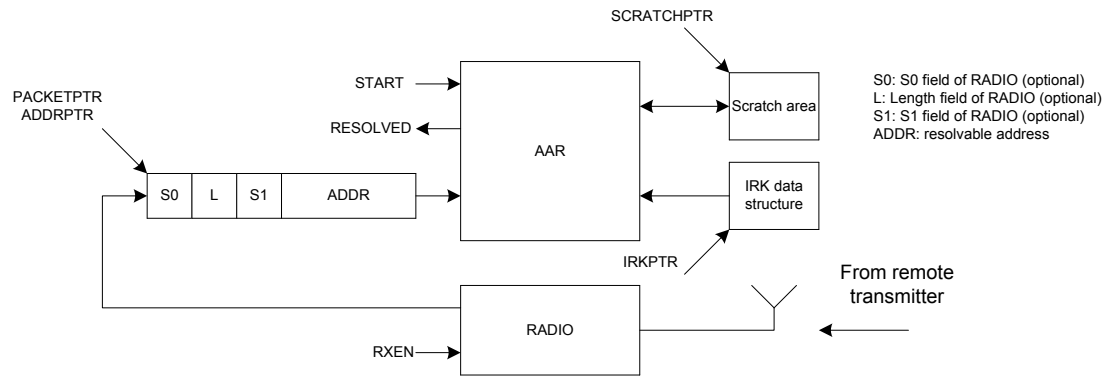 SCRATCHPTR
S0: S0 field of RADIO (optional)
L: Length field of RADIO (optional)
S1: S1 field of RADIO (optional)
ADDR: resolvable address
START
PACKETPTR
ADDRPTR
Scratch area
RESOLVED
AAR
S0 L S1 ADDR
IRK data
structure
IRKPTR
From remote
transmitter
RADIO
RXEN